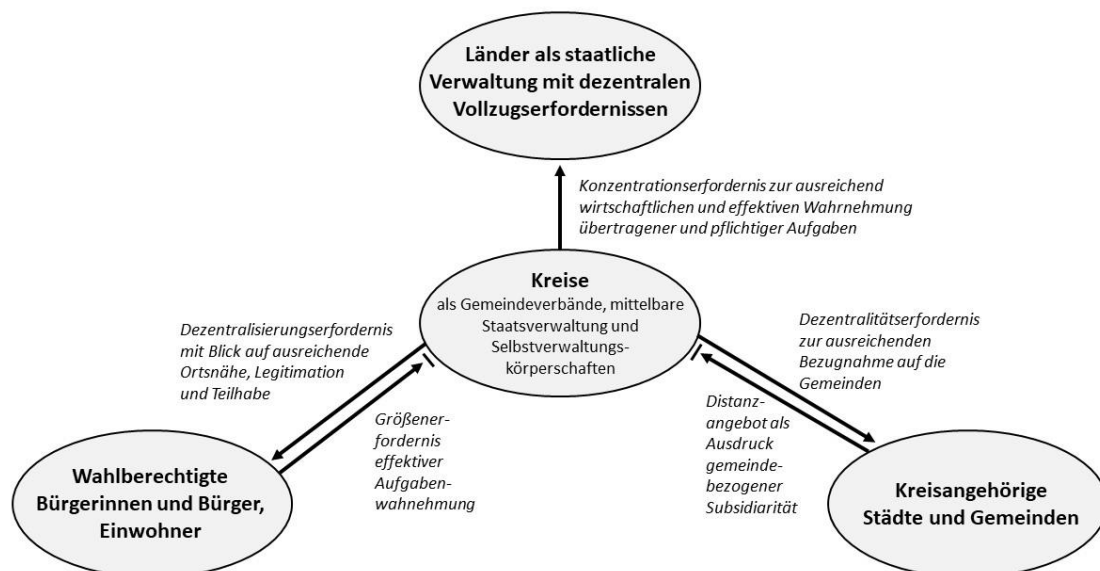 Länder als staatliche
Verwaltung mit dezentralen
Vollzugserfordernissen
Konzentrationserfordernis zur ausreichend
wirtschaftlichen und effektiven Wahrnehmung
übertragener und pflichtiger Aufgaben
Kreise
als Gemeindeverbände, mittelbare
Staatsverwaltung und
Selbstverwaltungs-
körperschaften
Dezentralisierungserfordernis
mit Blick auf ausreichende
Ortsnähe, Legitimation
und Teilhabe
Größener-
fordernis
effektiver
Aufgaben-
wahnehmung
Dezentralitätserfordernis
zur ausreichenden
Bezugnahme auf die
Gemeinden
Distanz-
angebot als
Ausdruck
gemeinde-
bezogener
Subsidiarität
Wahlberechtigte
Bürgerinnen und Bürger,
Einwohner
Kreisangehörige
Städte und Gemeinden